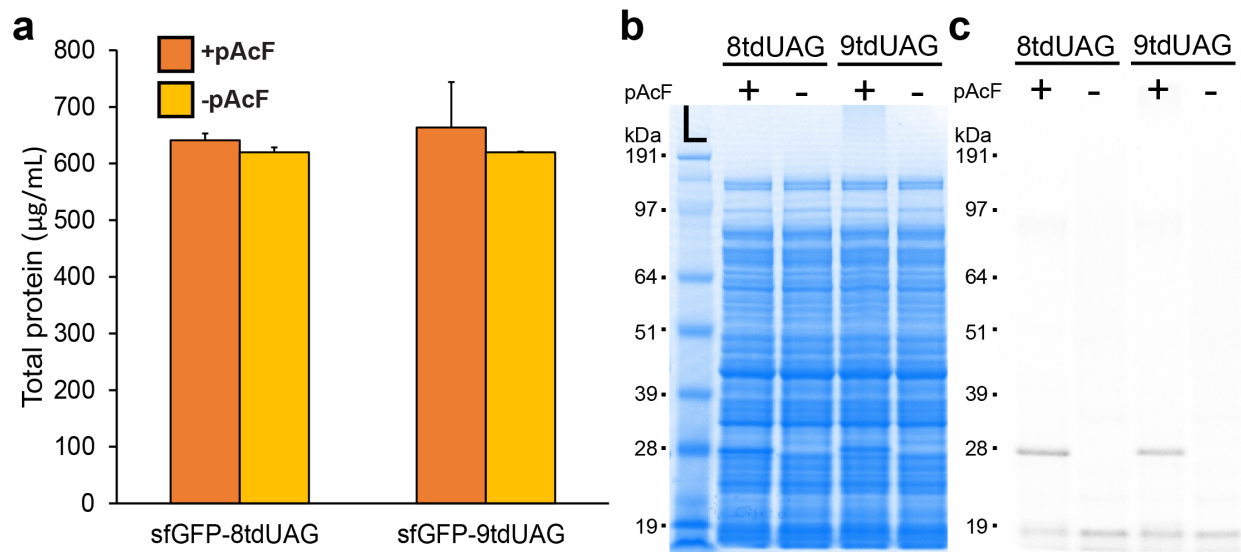 a
Total protein (µg/mL)
800
700
600
500
400
300
200
100
0
+pAcF
-pAcF
sfGFP-8tdUAG
sfGFP-9tdUAG
b
8tdUAG 9tdUAG
pAcF + - + -
kDa
L
191
97
64
51
39
28
19
c
8tdUAG 9tdUAG
pAcF + - + -
kDa
191
97
64
51
39
28
19